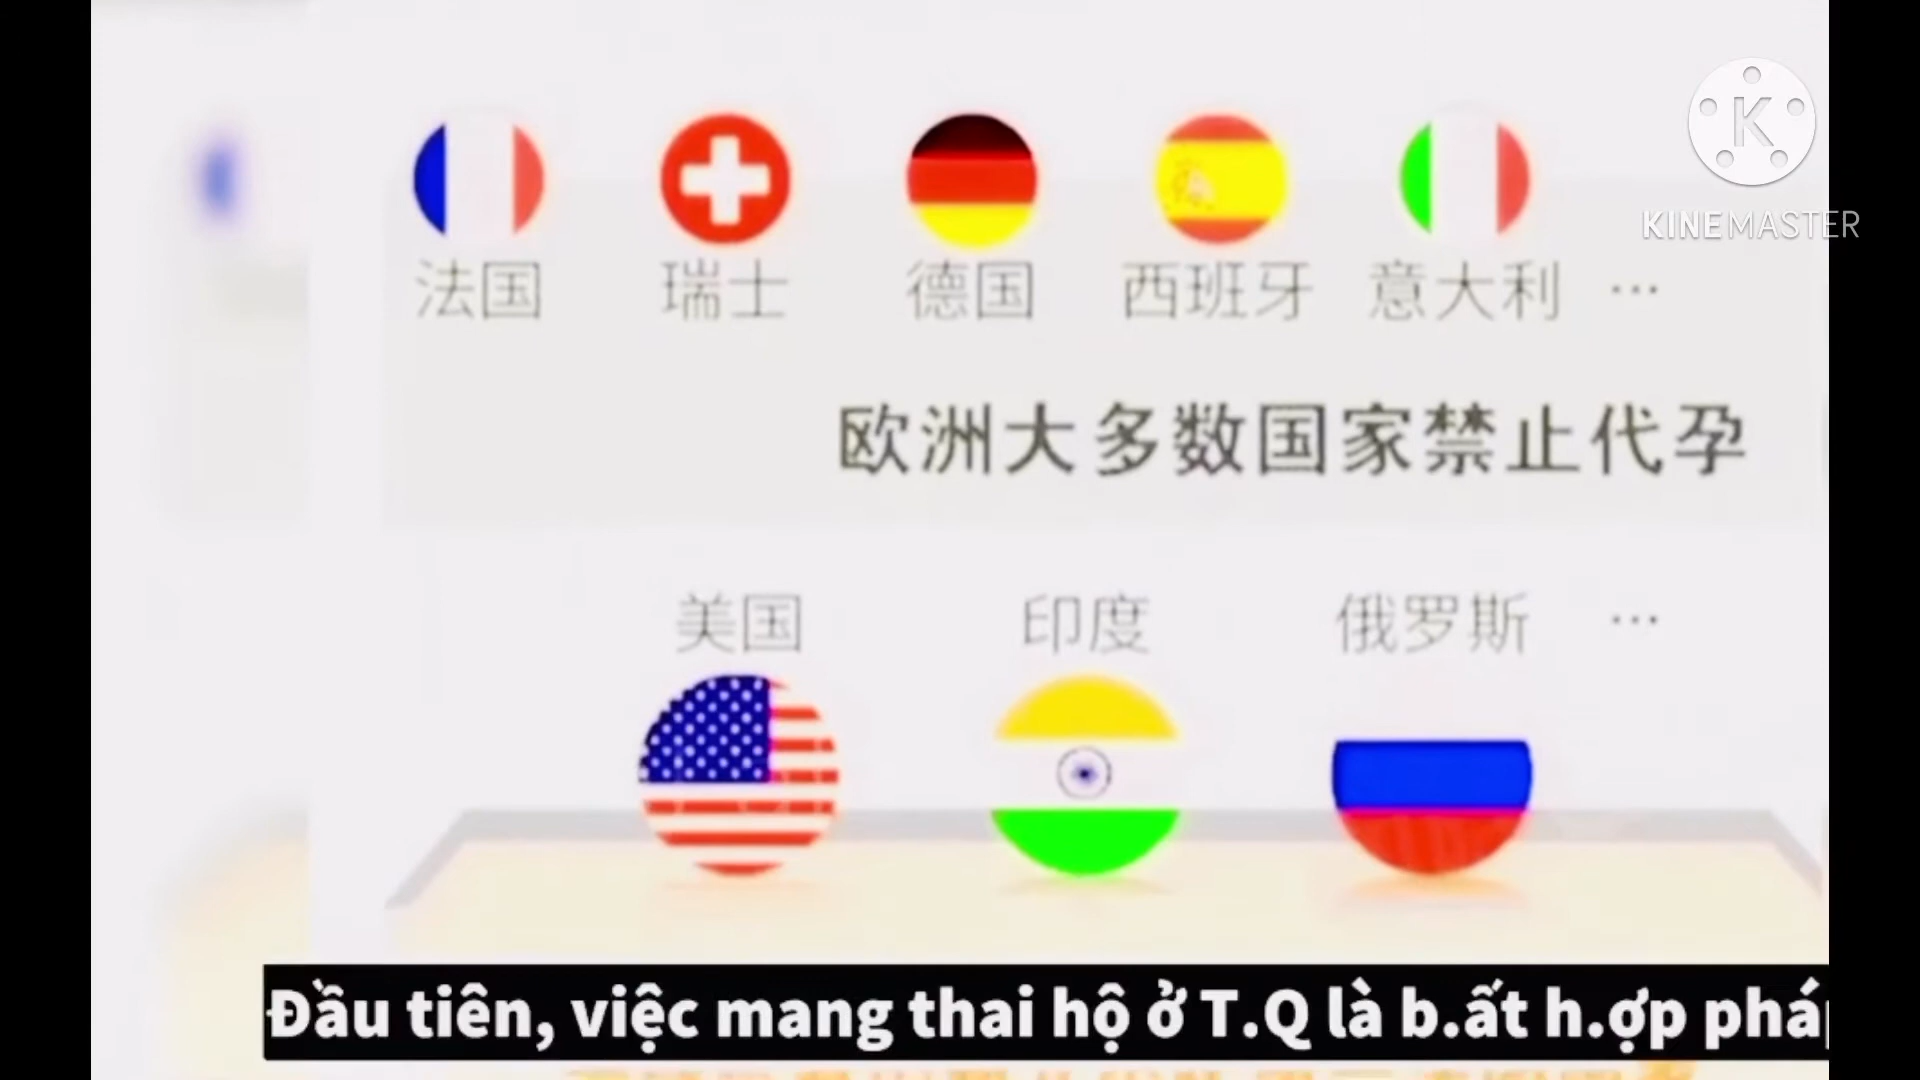 法国 瑞士 德国 西班牙 意大利 ...
KINEMASTER
欧洲大多数国家禁止代孕
美国 印度 俄罗斯 ...
Đầu tiên, việc mang thai hộ ở T.Q là b.ất h.ợp pháp